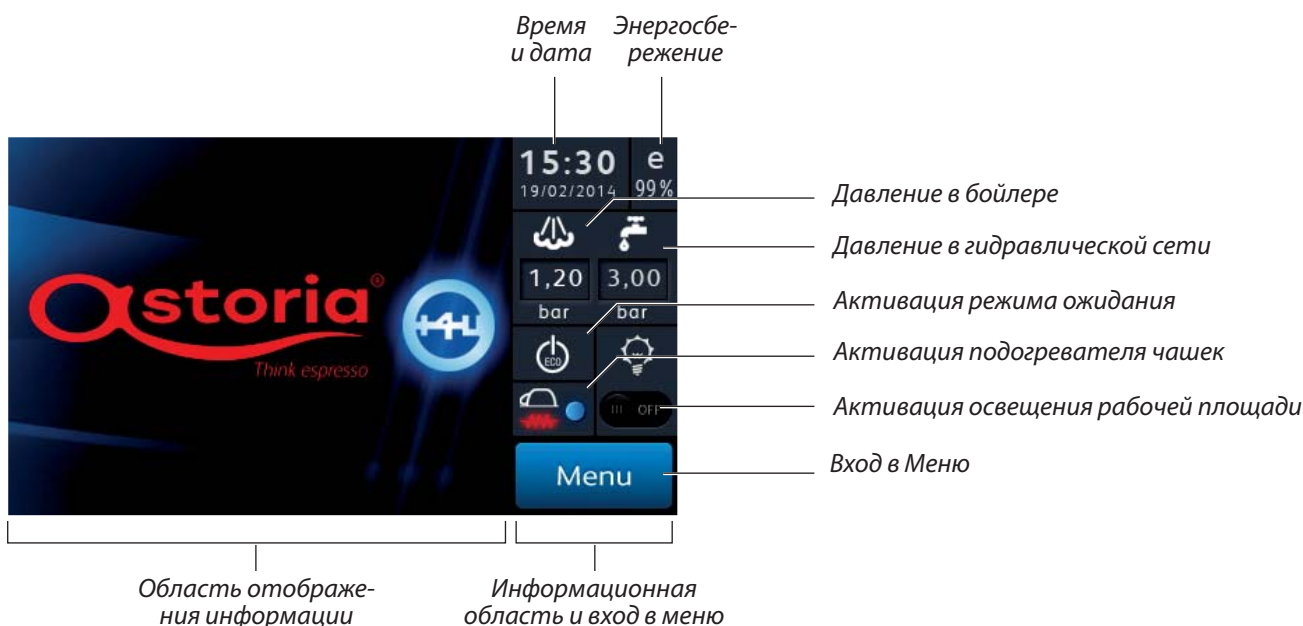 Время
и дата
Энергосбе-
режение
15:30
19/02/2014
e
99%
Давление в бойлере
Давление в гидравлической сети
1,20
3,00
bar
bar
Активация режима ожидания
ECO
Активация подогревателя чашек
OFF
Активация освещения рабочей площади
astoria®
Think espresso
+4U
Menu
Вход в Меню
Область отображе-
ния информации
Информационная
область и вход в меню